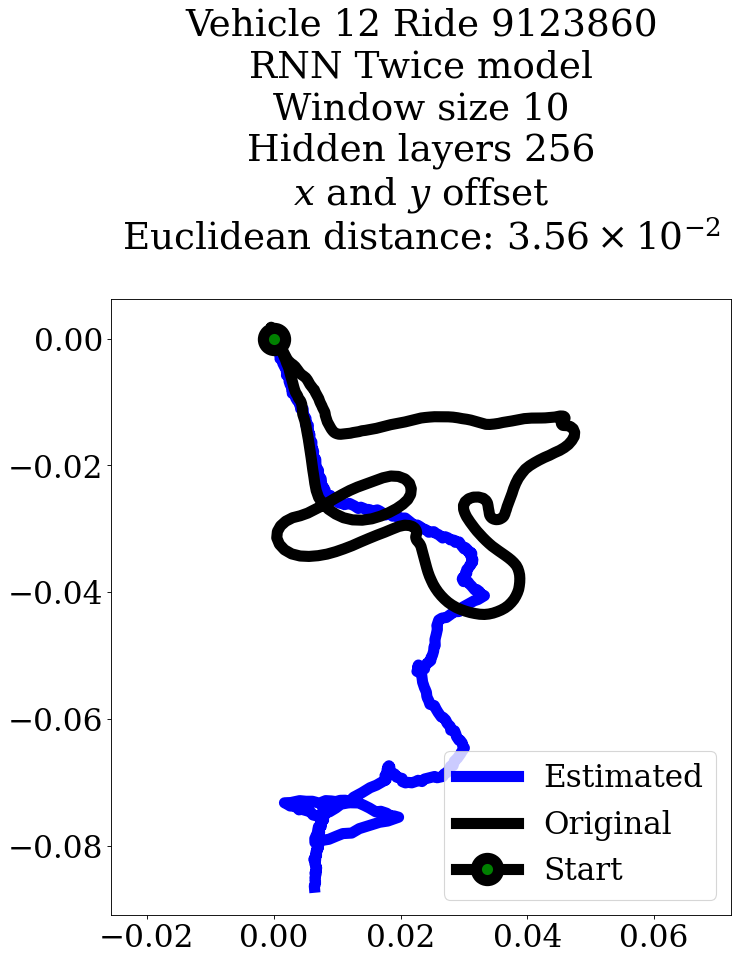 Vehicle 12 Ride 9123860
RNN Twice model
Window size 10
Hidden layers 256
x and y offset
Euclidean distance: 3.56 × 10⁻²
0.00
−0.02
−0.04
−0.06
−0.08
Estimated
Original
Start
−0.02 0.00 0.02 0.04 0.06